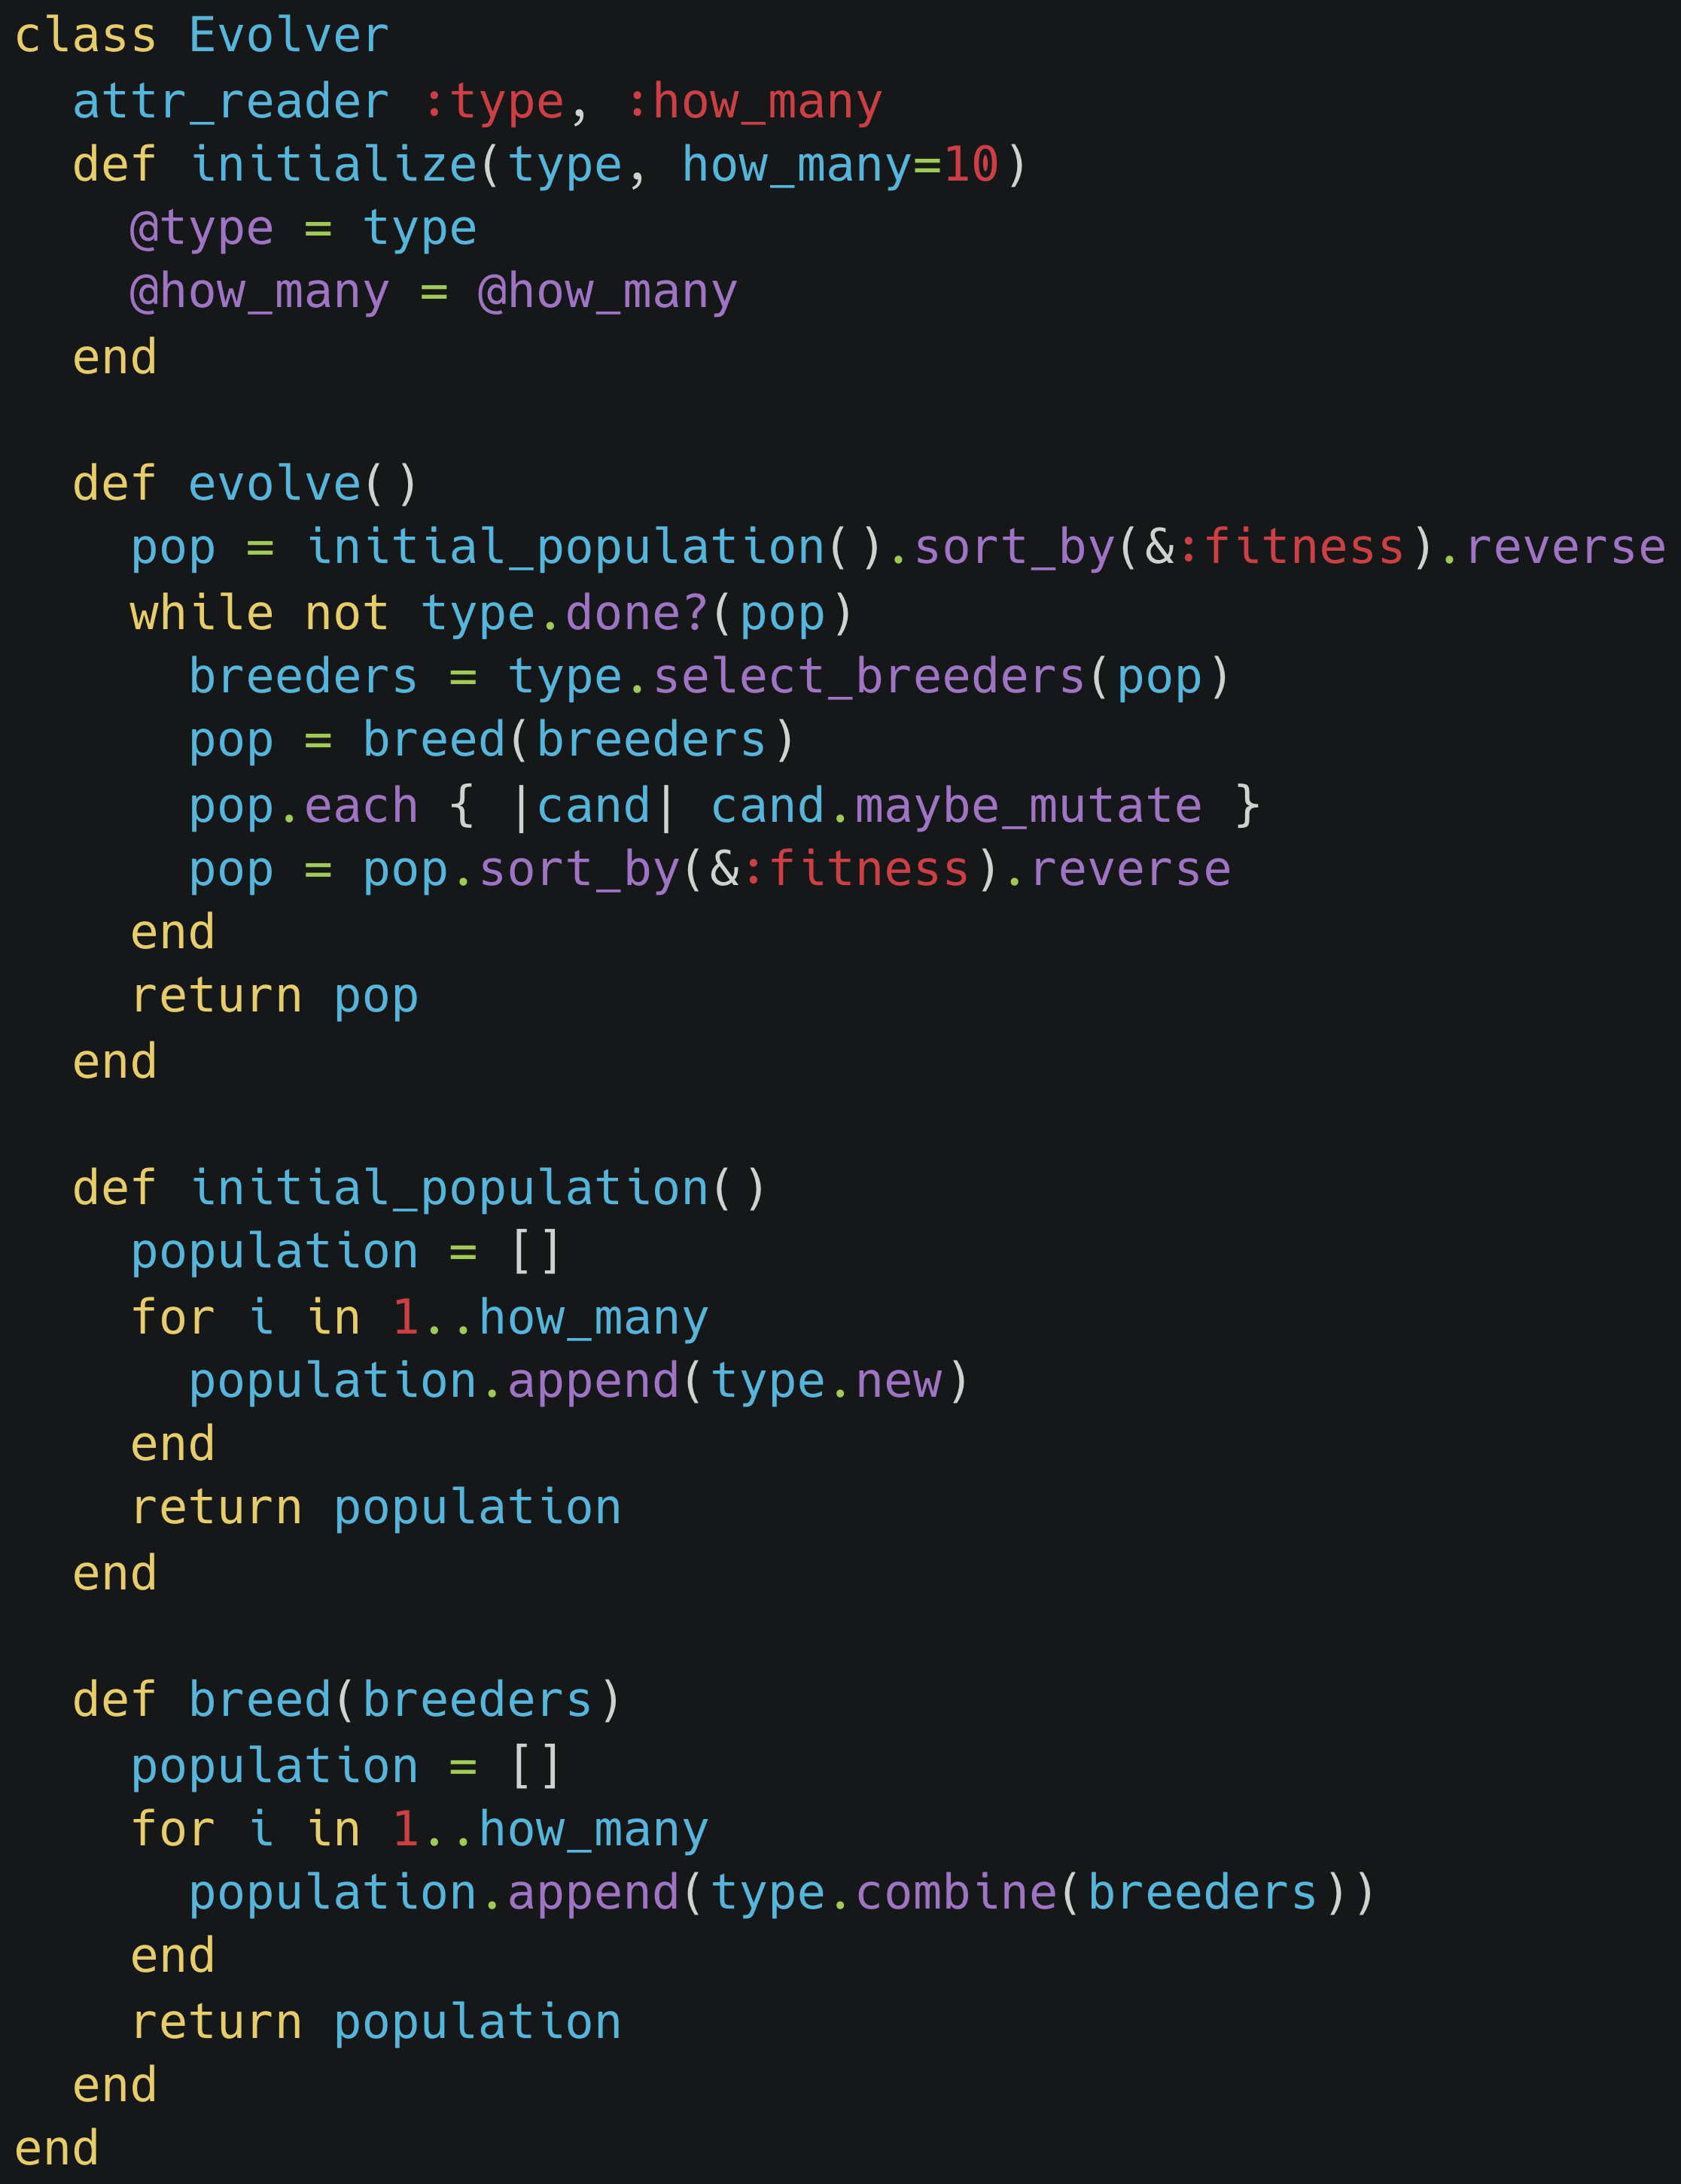 class Evolver
  attr_reader :type, :how_many
  def initialize(type, how_many=10)
    @type = type
    @how_many = @how_many
  end

  def evolve()
    pop = initial_population().sort_by(&:fitness).reverse
    while not type.done?(pop)
      breeders = type.select_breeders(pop)
      pop = breed(breeders)
      pop.each { |cand| cand.maybe_mutate }
      pop = pop.sort_by(&:fitness).reverse
    end
    return pop
  end

  def initial_population()
    population = []
    for i in 1..how_many
      population.append(type.new)
    end
    return population
  end

  def breed(breeders)
    population = []
    for i in 1..how_many
      population.append(type.combine(breeders))
    end
    return population
  end
end